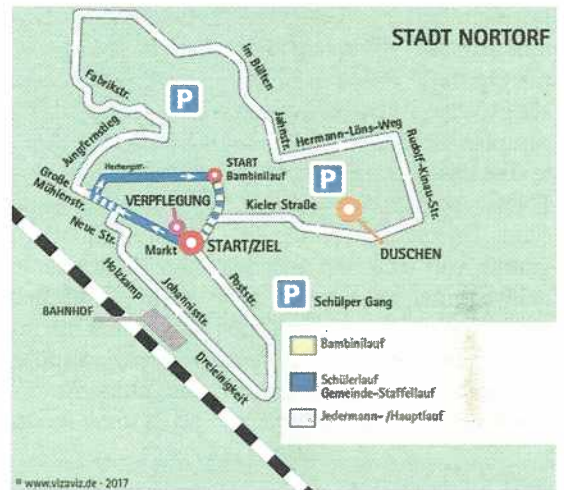 STADT NORTORF
Fabrikstr.
P
Im Bülten
Jahnstr.
Hermann-Löns-Weg
Rudolf-Kinau-Str.
Jungfernstieg
Herbergstr.
START
Bambinilauf
P
Große
Mühlenstr.
VERPFLEGUNG
Kieler Straße
Neue Str.
Markt
START/ZIEL
DUSCHEN
Holzkamp
Johannisstr.
Poststr.
P
Schülper Gang
BAHNHOF
Dreieinigkeit
Bambinilauf
Schülerlauf
Gemeinde-Staffellauf
Jedermann-/Hauptlauf
www.vizaviz.de - 2017